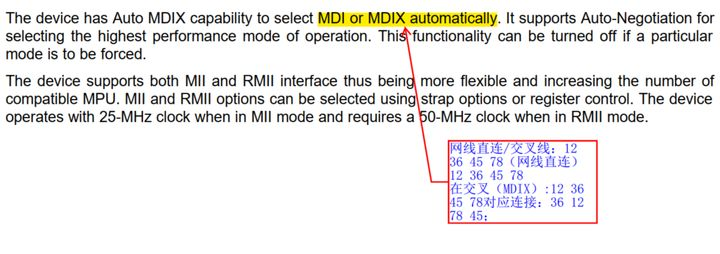 The device has Auto MDIX capability to select MDI or MDIX automatically. It supports Auto-Negotiation for
selecting the highest performance mode of operation. This functionality can be turned off if a particular
mode is to be forced.
The device supports both MII and RMII interface thus being more flexible and increasing the number of
compatible MPU. MII and RMII options can be selected using strap options or register control. The device
operates with 25-MHz clock when in MII mode and requires a 50-MHz clock when in RMII mode.
网线直连/交叉线：12
36 45 78（网线直连）
12 36 45 78
在交叉（MDIX）:12 36
45 78对应连接：36 12
78 45；